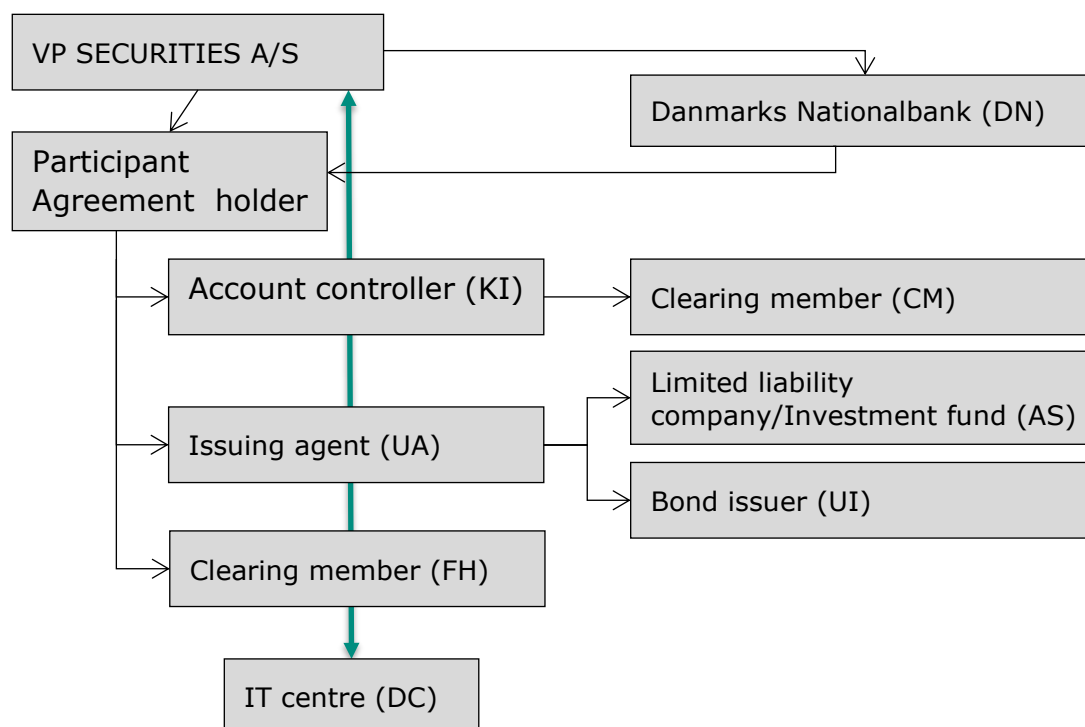 VP SECURITIES A/S
Danmarks Nationalbank (DN)
Participant
Agreement holder
Account controller (KI)
Clearing member (CM)
Limited liability
company/Investment fund (AS)
Issuing agent (UA)
Bond issuer (UI)
Clearing member (FH)
IT centre (DC)